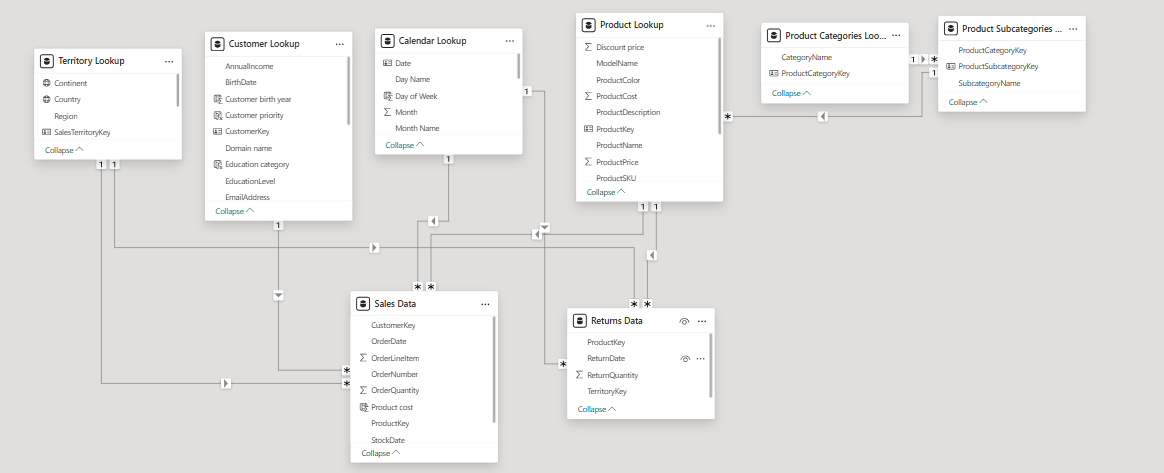 Territory Lookup
Continent
Country
Region
SalesTerritoryKey
Collapse
1
1
Customer Lookup
AnnualIncome
BirthDate
Customer birth year
Customer priority
CustomerKey
Domain name
Education category
EducationLevel
EmailAddress
Collapse
1
Calendar Lookup
Date
Day Name
Day of Week
Month
Month Name
Collapse
1
1
Product Lookup
Discount price
ModelName
ProductColor
ProductCost
ProductDescription
ProductKey
ProductName
ProductPrice
ProductSKU
Collapse
1
1
*
Product Categories Loo...
CategoryName
ProductCategoryKey
Collapse
1
*
1
Product Subcategories ...
ProductCategoryKey
ProductSubcategoryKey
SubcategoryName
Collapse
*
*
*
*
Sales Data
CustomerKey
OrderDate
OrderLineItem
OrderNumber
OrderQuantity
Product cost
ProductKey
StockDate
Collapse
*
*
*
Returns Data
ProductKey
ReturnDate
ReturnQuantity
TerritoryKey
Collapse